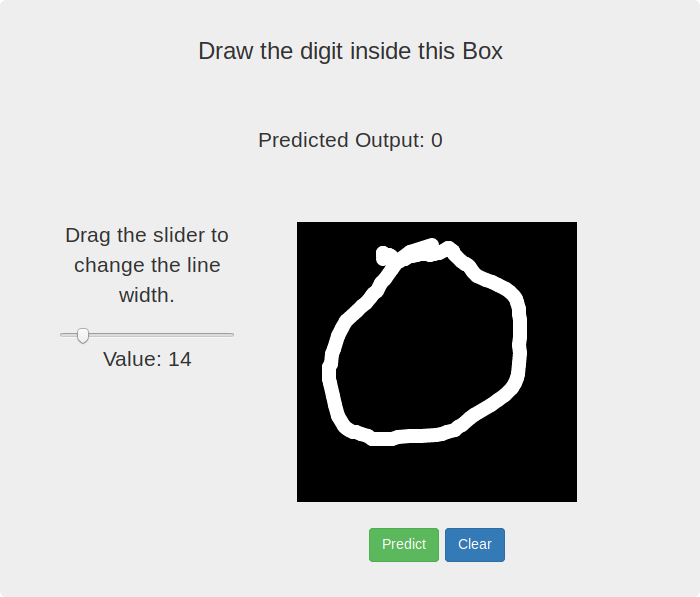 Draw the digit inside this Box
Predicted Output: 0
Drag the slider to
change the line
width.
Value: 14
Predict
Clear